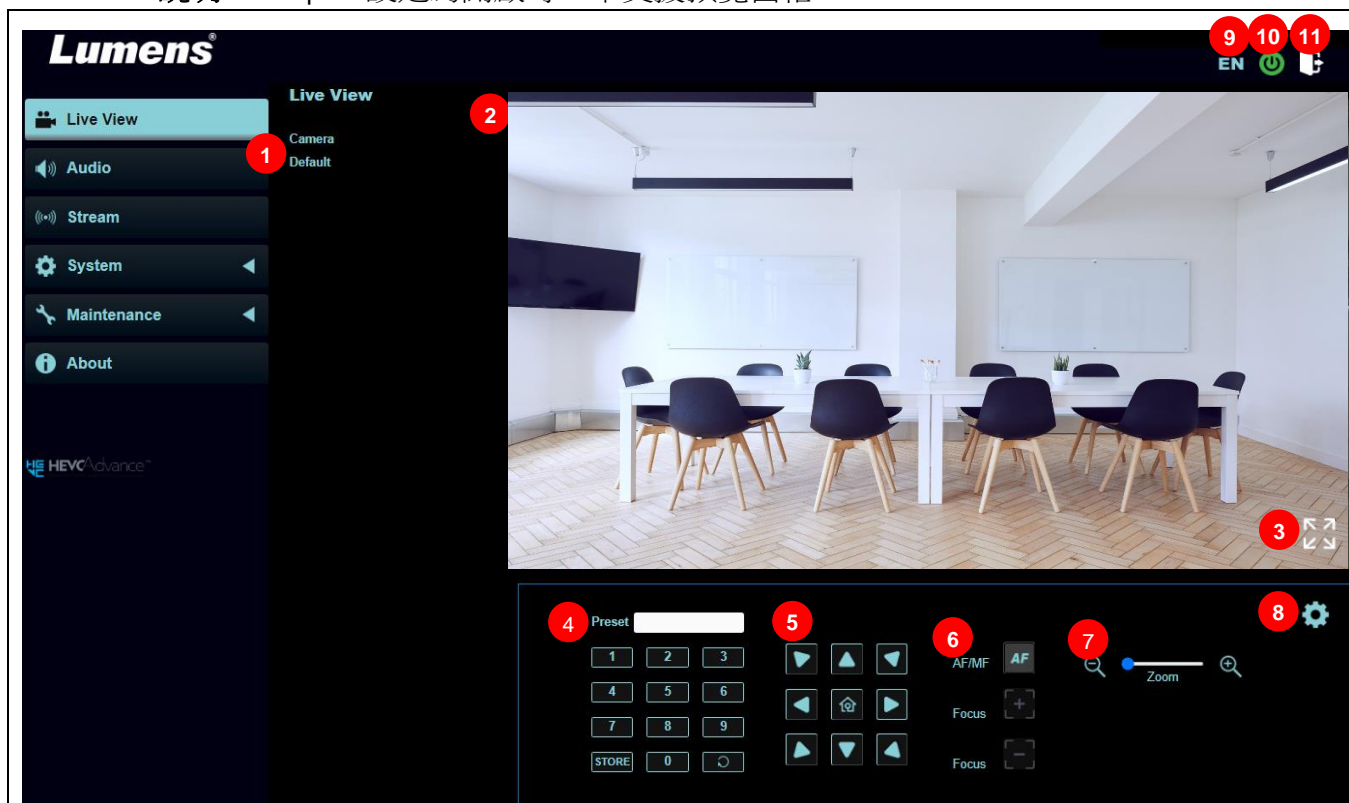 Lumens®
9
10
11
EN
Live View
Audio
Stream
System
Maintenance
About
HEVC Advance™
Live View
1
Camera
Default
2
3
4
Preset
1 2 3
4 5 6
7 8 9
STORE 0
5
6
AF/MF AF
Focus +
Focus −
7
Zoom
8